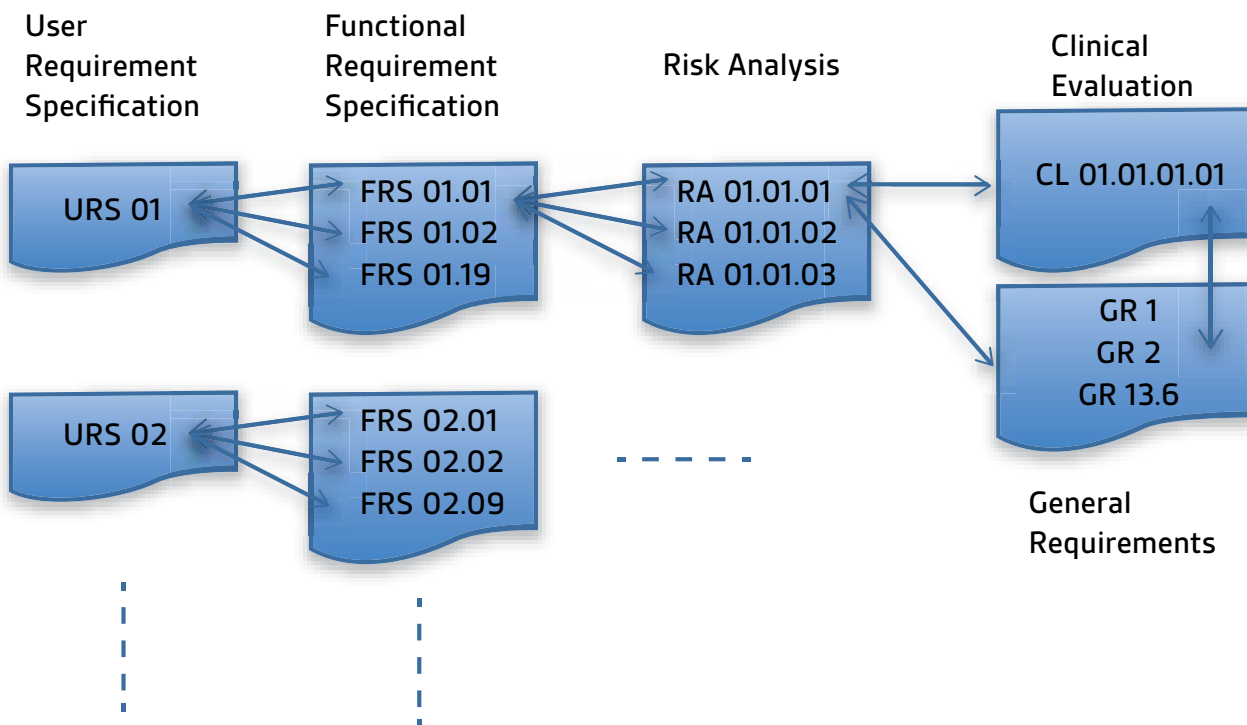 User
Requirement
Specification
Functional
Requirement
Specification
Risk Analysis
Clinical
Evaluation
URS 01
FRS 01.01
FRS 01.02
FRS 01.19
RA 01.01.01
RA 01.01.02
RA 01.01.03
CL 01.01.01.01
GR 1
GR 2
GR 13.6
URS 02
FRS 02.01
FRS 02.02
FRS 02.09
General
Requirements